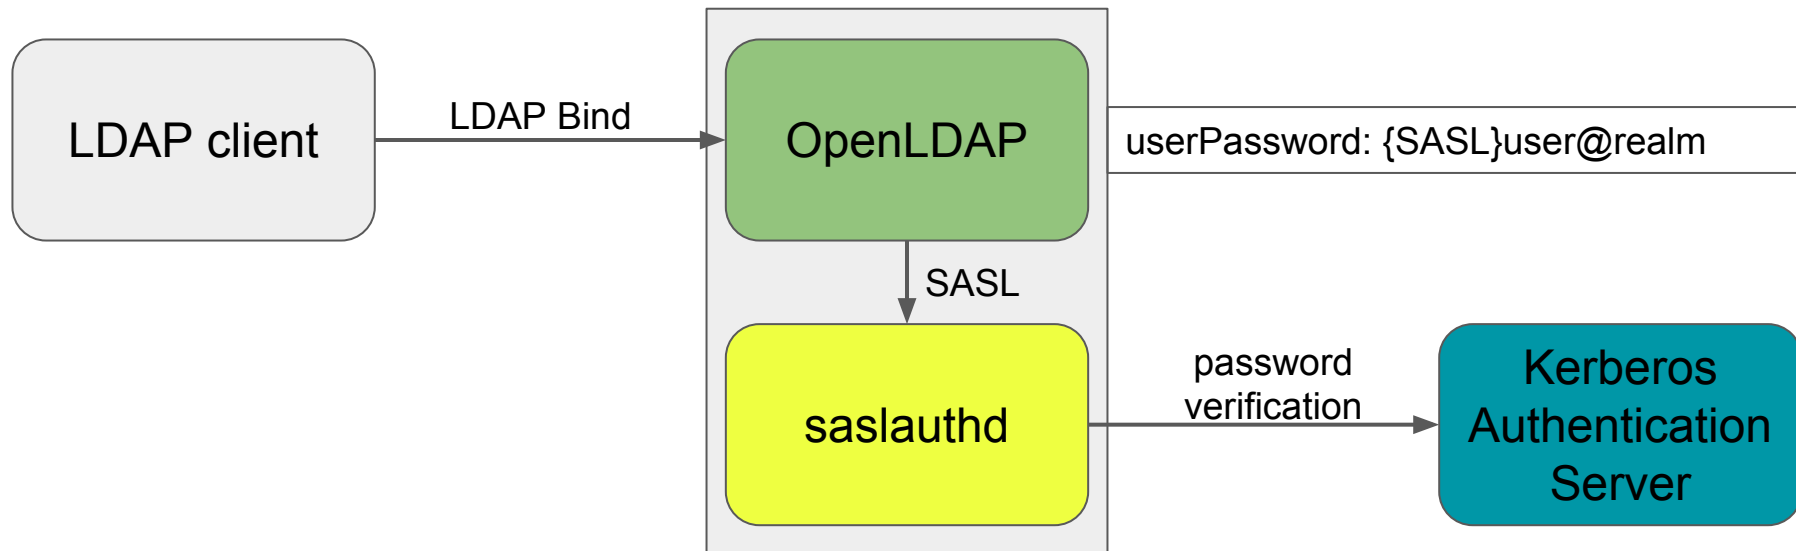 LDAP client
LDAP Bind
OpenLDAP
userPassword: {SASL}user@realm
SASL
saslauthd
password
verification
Kerberos
Authentication
Server